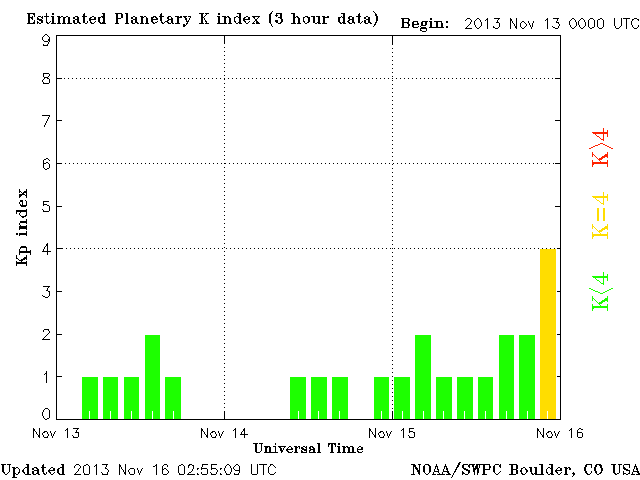 Estimated Planetary K index (3 hour data) Begin: 2013 Nov 13 0000 UTC
9
8
7
6
5
4
3
2
1
0
Kp index
K>4
K=4
K<4
Nov 13 Nov 14 Nov 15 Nov 16
Universal Time
Updated 2013 Nov 16 02:55:09 UTC NOAA/SWPC Boulder, CO USA